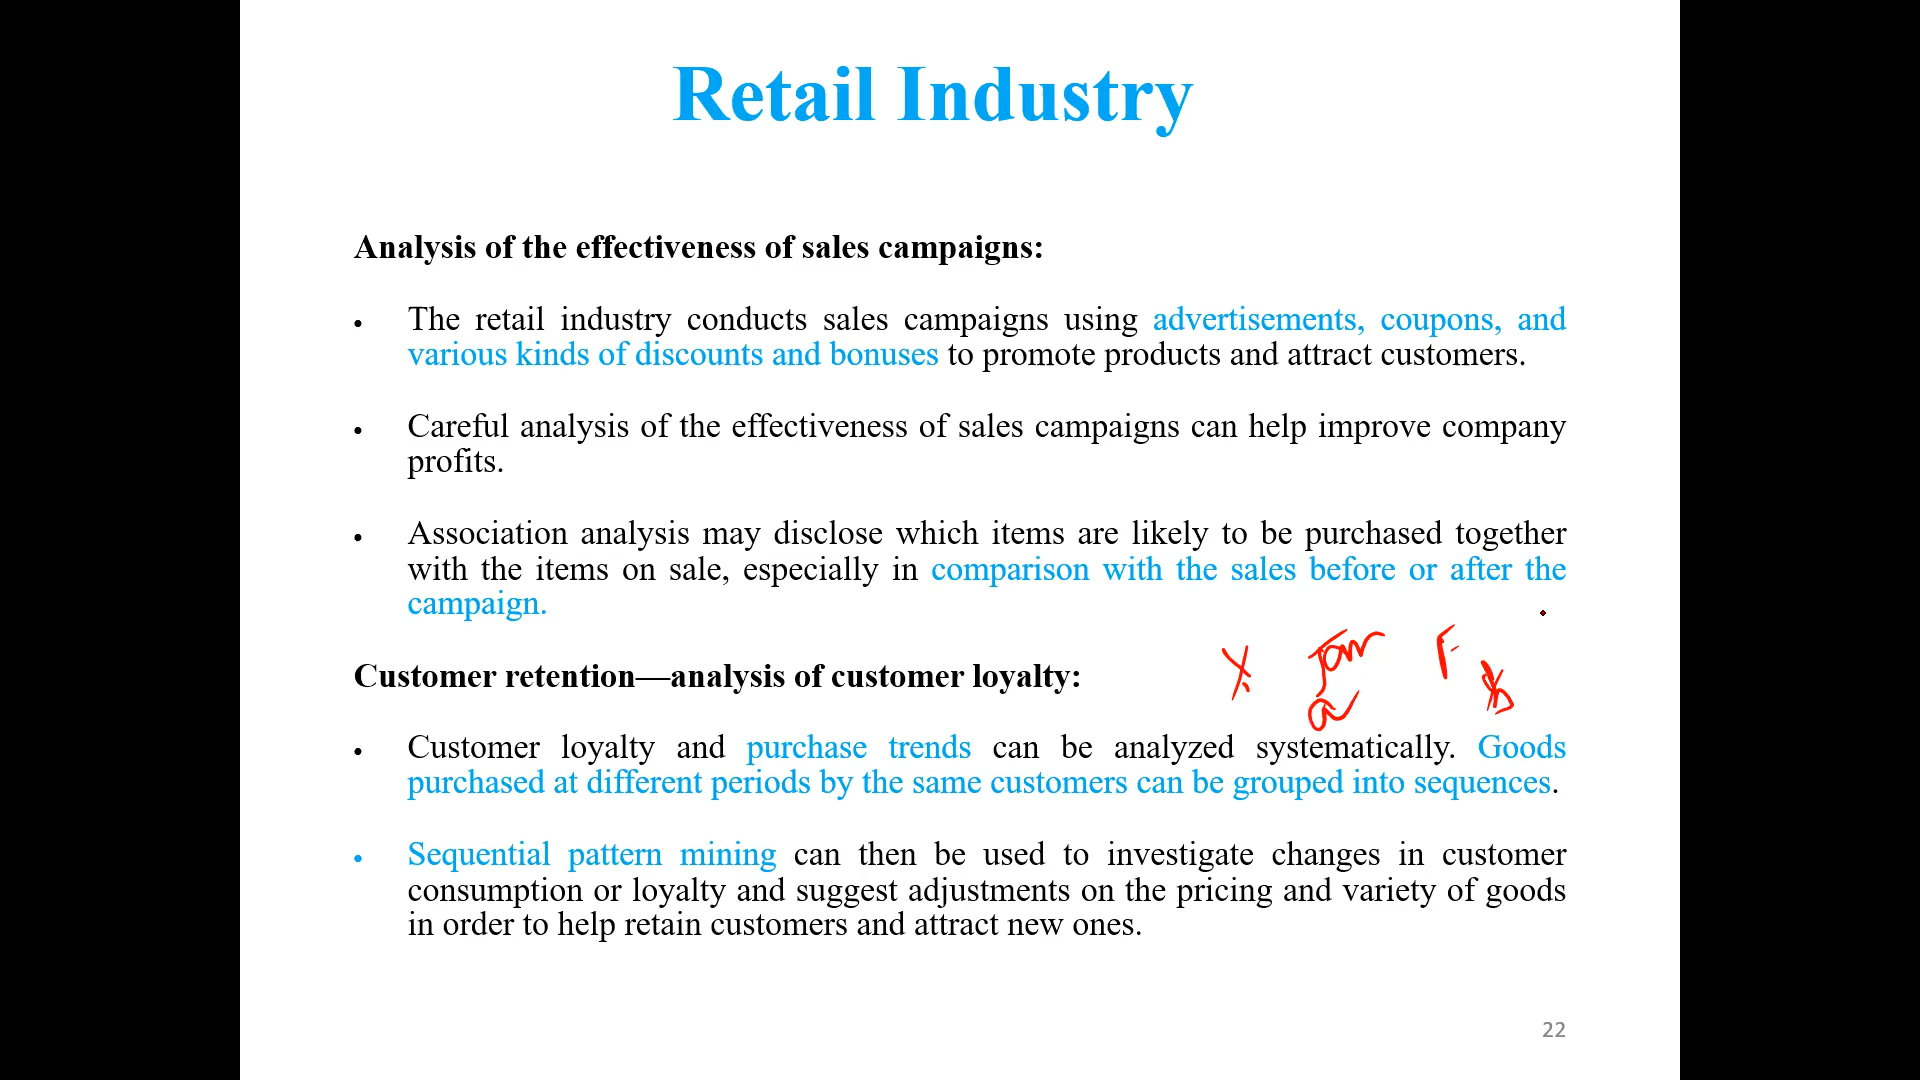 Retail Industry
Analysis of the effectiveness of sales campaigns:
• The retail industry conducts sales campaigns using advertisements, coupons, and
various kinds of discounts and bonuses to promote products and attract customers.
• Careful analysis of the effectiveness of sales campaigns can help improve company
profits.
• Association analysis may disclose which items are likely to be purchased together
with the items on sale, especially in comparison with the sales before or after the
campaign.
X Jan F
a b
Customer retention—analysis of customer loyalty:
• Customer loyalty and purchase trends can be analyzed systematically. Goods
purchased at different periods by the same customers can be grouped into sequences.
• Sequential pattern mining can then be used to investigate changes in customer
consumption or loyalty and suggest adjustments on the pricing and variety of goods
in order to help retain customers and attract new ones.
22